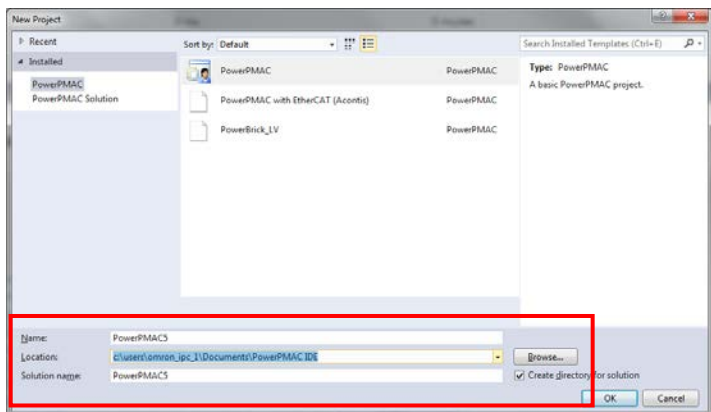 New Project
Recent
Installed
PowerPMAC
PowerPMAC Solution
Sort by: Default
Search Installed Templates (Ctrl+E)
PowerPMAC PowerPMAC
PowerPMAC with EtherCAT (Acontis) PowerPMAC
PowerBrick_LV PowerPMAC
Type: PowerPMAC
A basic PowerPMAC project.
Name: PowerPMAC5
Location: c:\users\omron_ipc_1\Documents\PowerPMAC IDE
Browse...
Solution name: PowerPMAC5
Create directory for solution
OK Cancel